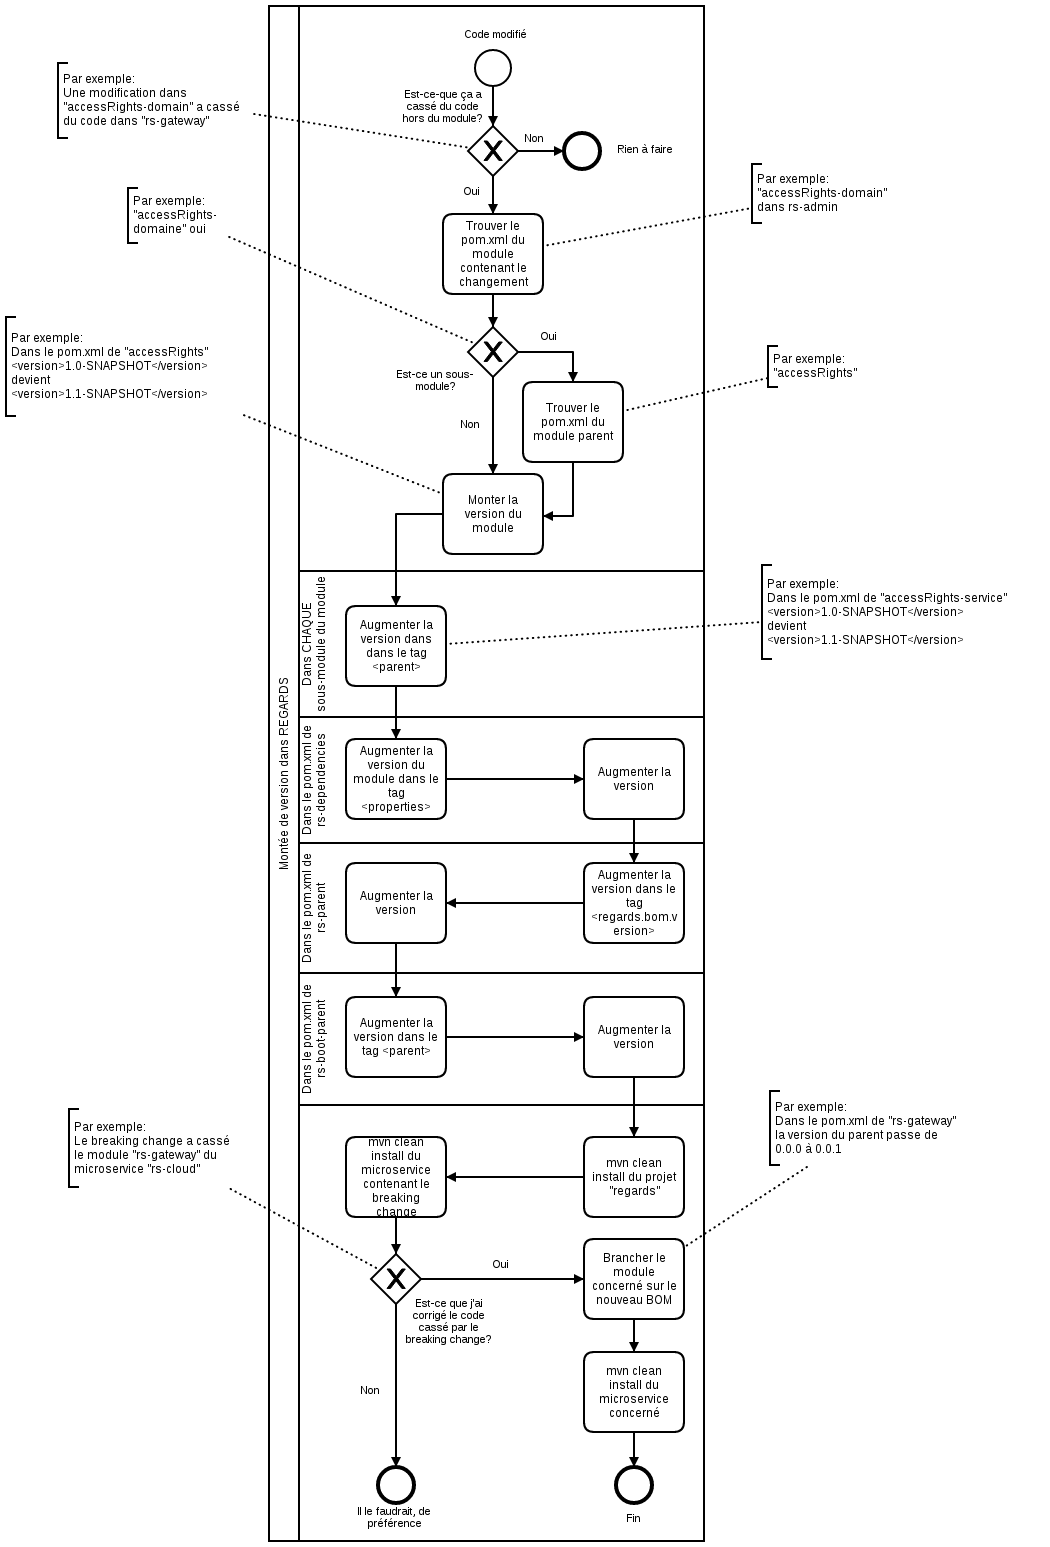 Code modifié
Par exemple:
Une modification dans
"accessRights-domain" a cassé
du code dans "rs-gateway"
Est-ce-que ça a
cassé du code
hors du module?
Non
Rien à faire
Oui
Par exemple:
"accessRights-domain"
dans rs-admin
Par exemple:
"accessRights-
domaine" oui
Trouver le
pom.xml du
module
contenant le
changement
Par exemple:
Dans le pom.xml de "accessRights"
<version>1.0-SNAPSHOT</version>
devient
<version>1.1-SNAPSHOT</version>
Est-ce un sous-
module?
Oui
Non
Par exemple:
"accessRights"
Trouver le
pom.xml du
module parent
Monter la
version du
module
Montée de version dans REGARDS
Dans CHAQUE
sous-module du module
Augmenter la
version dans
dans le tag
<parent>
Par exemple:
Dans le pom.xml de "accessRights-service"
<version>1.0-SNAPSHOT</version>
devient
<version>1.1-SNAPSHOT</version>
Dans le pom.xml de
rs-dependencies
Augmenter la
version du
module dans le
tag
<properties>
Augmenter la
version
Dans le pom.xml de
rs-parent
Augmenter la
version
Augmenter la
version dans le
tag
<regards.bom.v
ersion>
Dans le pom.xml de
rs-boot-parent
Augmenter la
version dans le
tag <parent>
Augmenter la
version
Par exemple:
Le breaking change a cassé
le module "rs-gateway" du
microservice "rs-cloud"
mvn clean
install du
microservice
contenant le
breaking
change
mvn clean
install du projet
"regards"
Par exemple:
Dans le pom.xml de "rs-gateway"
la version du parent passe de
0.0.0 à 0.0.1
Oui
Est-ce que j'ai
corrigé le code
cassé par le
breaking change?
Brancher le
module
concerné sur le
nouveau BOM
Non
mvn clean
install du
microservice
concerné
Il le faudrait, de
préférence
Fin